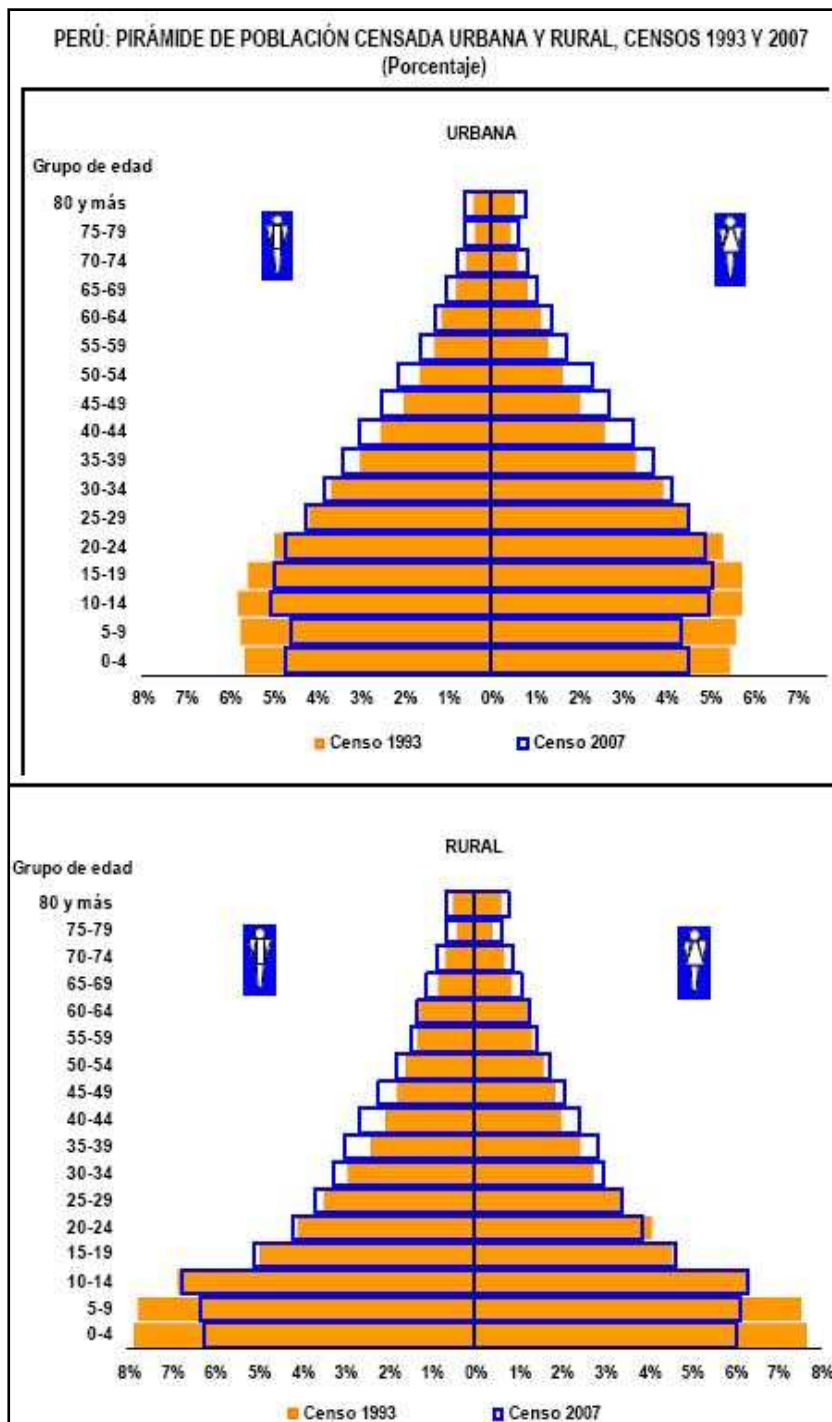 PERÚ: PIRÁMIDE DE POBLACIÓN CENSADA URBANA Y RURAL, CENSOS 1993 Y 2007
(Porcentaje)
URBANA
Grupo de edad
80 y más
75-79
70-74
65-69
60-64
55-59
50-54
45-49
40-44
35-39
30-34
25-29
20-24
15-19
10-14
5-9
0-4
8% 7% 6% 5% 4% 3% 2% 1% 0% 1% 2% 3% 4% 5% 6% 7%
Censo 1993 Censo 2007
RURAL
Grupo de edad
80 y más
75-79
70-74
65-69
60-64
55-59
50-54
45-49
40-44
35-39
30-34
25-29
20-24
15-19
10-14
5-9
0-4
8% 7% 6% 5% 4% 3% 2% 1% 0% 1% 2% 3% 4% 5% 6% 7% 8%
Censo 1993 Censo 2007